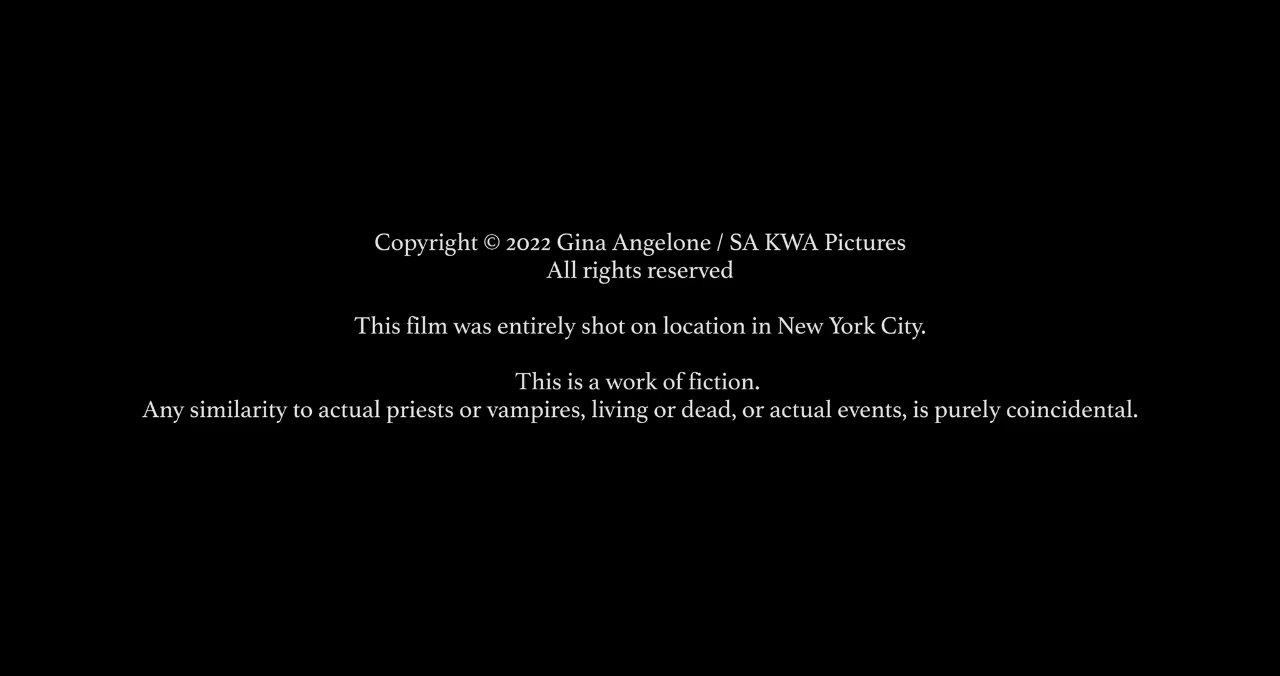 Copyright © 2022 Gina Angelone / SA KWA Pictures
All rights reserved
This film was entirely shot on location in New York City.
This is a work of fiction.
Any similarity to actual priests or vampires, living or dead, or actual events, is purely coincidental.